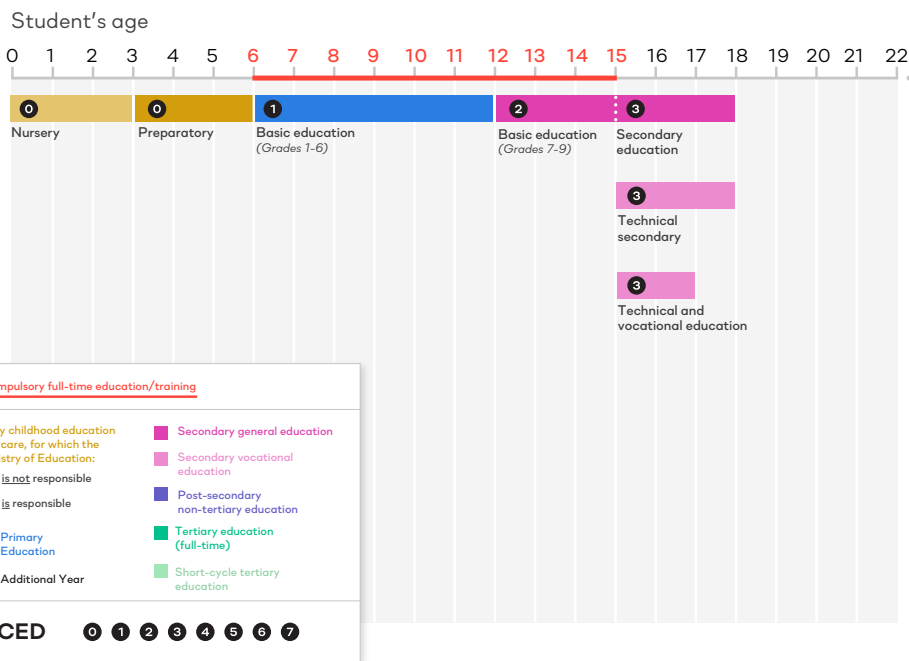 Student's age
0 1 2 3 4 5 6 7 8 9 10 11 12 13 14 15 16 17 18 19 20 21 22
0 0 1 2 3
Nursery Preparatory Basic education Basic education Secondary
(Grades 1-6) (Grades 7-9) education
3
Technical
secondary
3
Technical and
vocational education
mpulsory full-time education/training
y childhood education
care, for which the
stry of Education:
is not responsible
is responsible
Primary
Education
Additional Year
Secondary general education
Secondary vocational
education
Post-secondary
non-tertiary education
Tertiary education
(full-time)
Short-cycle tertiary
education
CED 0 1 2 3 4 5 6 7